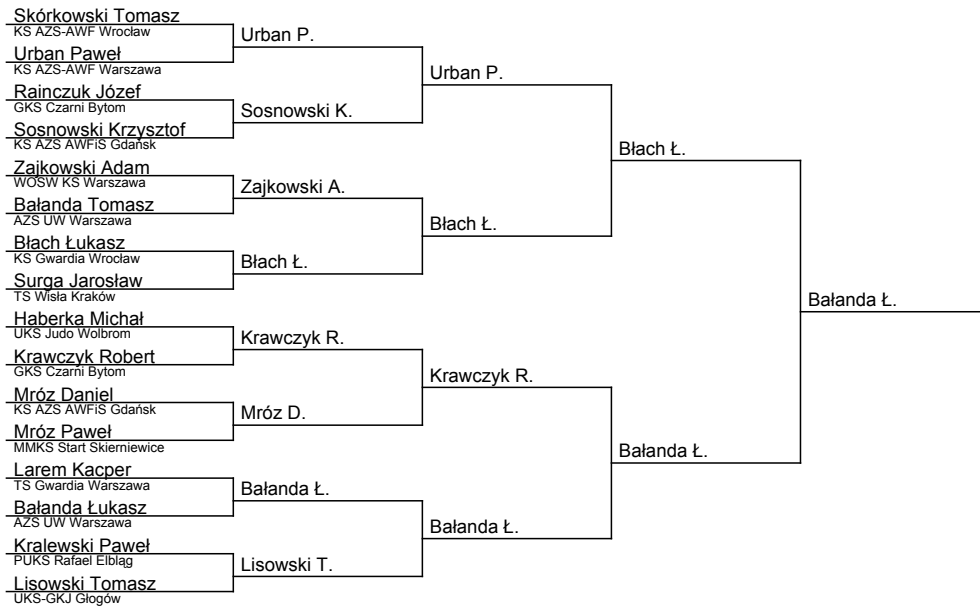 Skórkowski Tomasz
KS AZS-AWF Wrocław
Urban Paweł
KS AZS-AWF Warszawa
Rainczuk Józef
GKS Czarni Bytom
Sosnowski Krzysztof
KS AZS AWFiS Gdańsk
Zajkowski Adam
WOSW KS Warszawa
Bałanda Tomasz
AZS UW Warszawa
Błach Łukasz
KS Gwardia Wrocław
Surga Jarosław
TS Wisła Kraków
Haberka Michał
UKS Judo Wolbrom
Krawczyk Robert
GKS Czarni Bytom
Mróz Daniel
KS AZS AWFiS Gdańsk
Mróz Paweł
MMKS Start Skierniewice
Larem Kacper
TS Gwardia Warszawa
Bałanda Łukasz
AZS UW Warszawa
Kralewski Paweł
PUKS Rafael Elbląg
Lisowski Tomasz
UKS-GKJ Głogów
Urban P.
Sosnowski K.
Zajkowski A.
Błach Ł.
Krawczyk R.
Mróz D.
Bałanda Ł.
Lisowski T.
Urban P.
Błach Ł.
Krawczyk R.
Bałanda Ł.
Błach Ł.
Bałanda Ł.
Bałanda Ł.